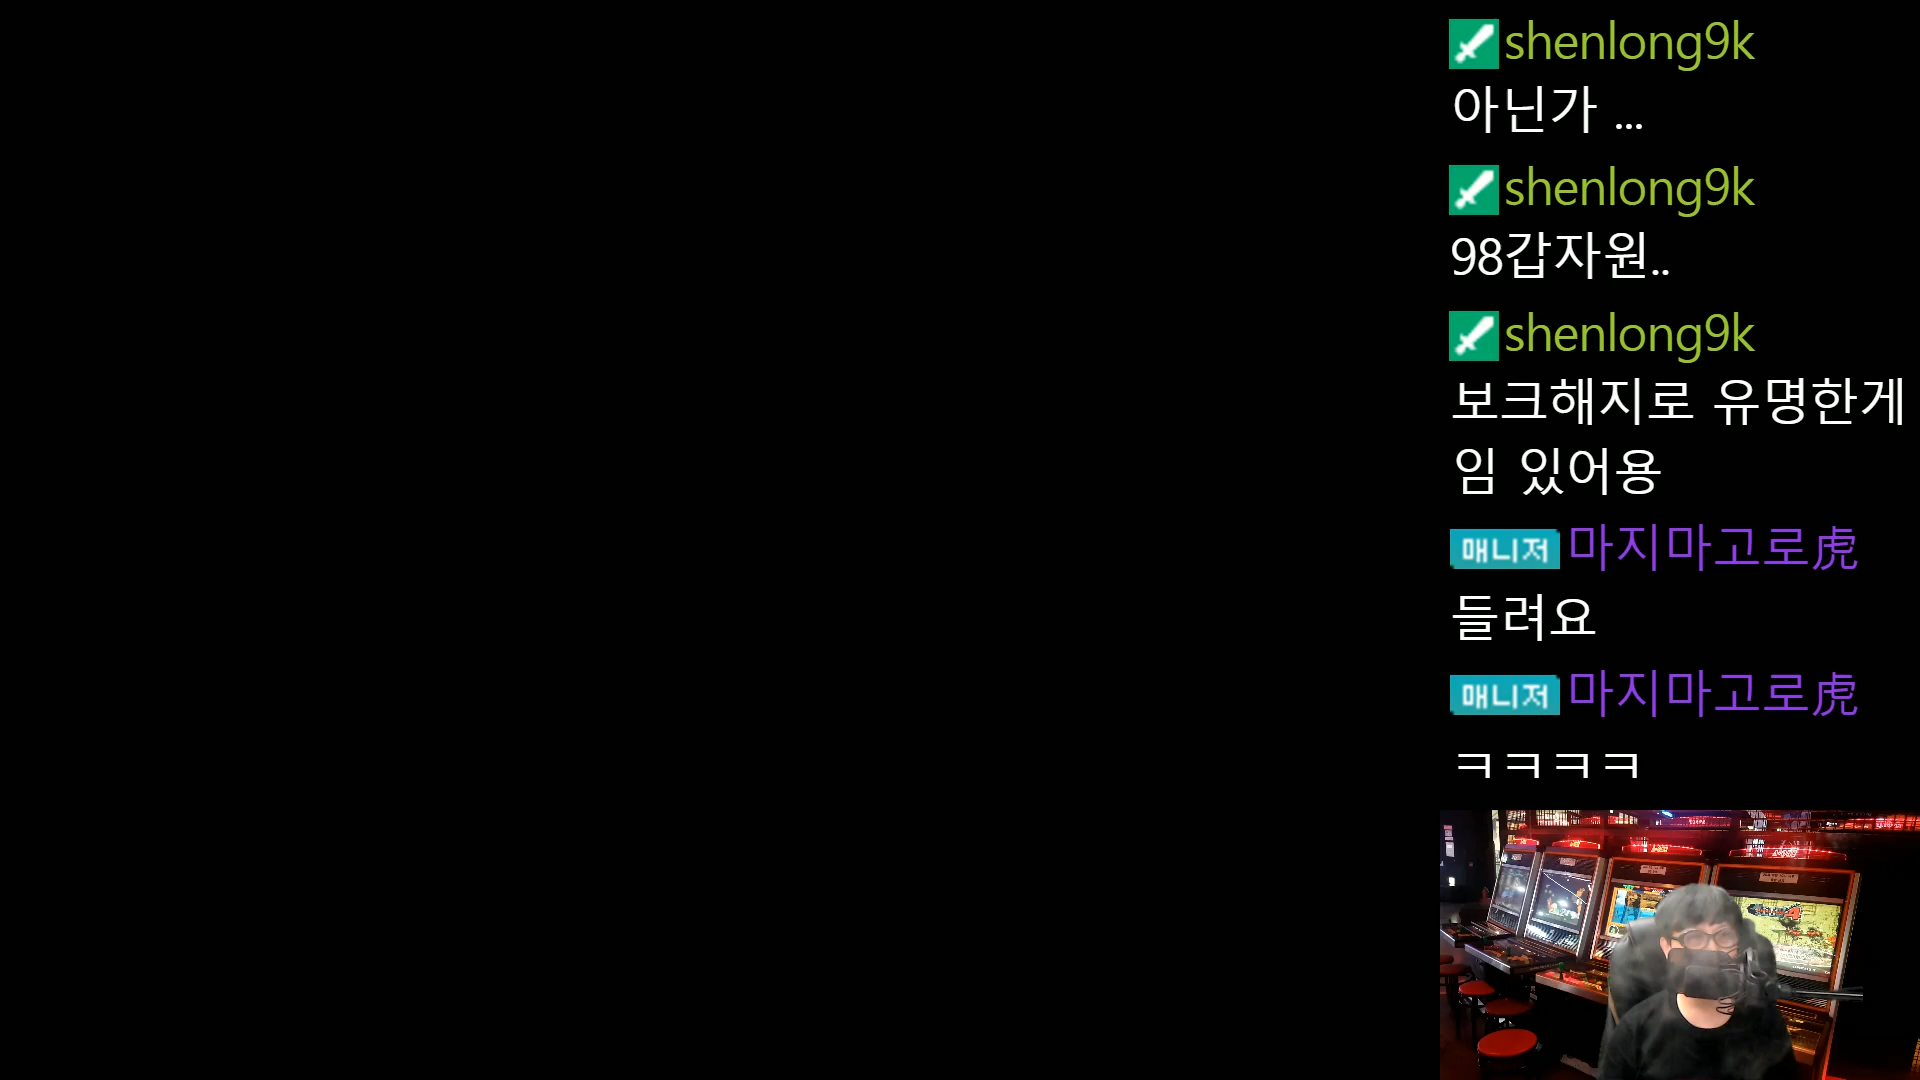 shenlong9k
아닌가 ...
shenlong9k
98갑자원..
shenlong9k
보크해지로 유명한게
임 있어용
매니저 마지마고로虎
들려요
매니저 마지마고로虎
ㅋㅋㅋㅋ